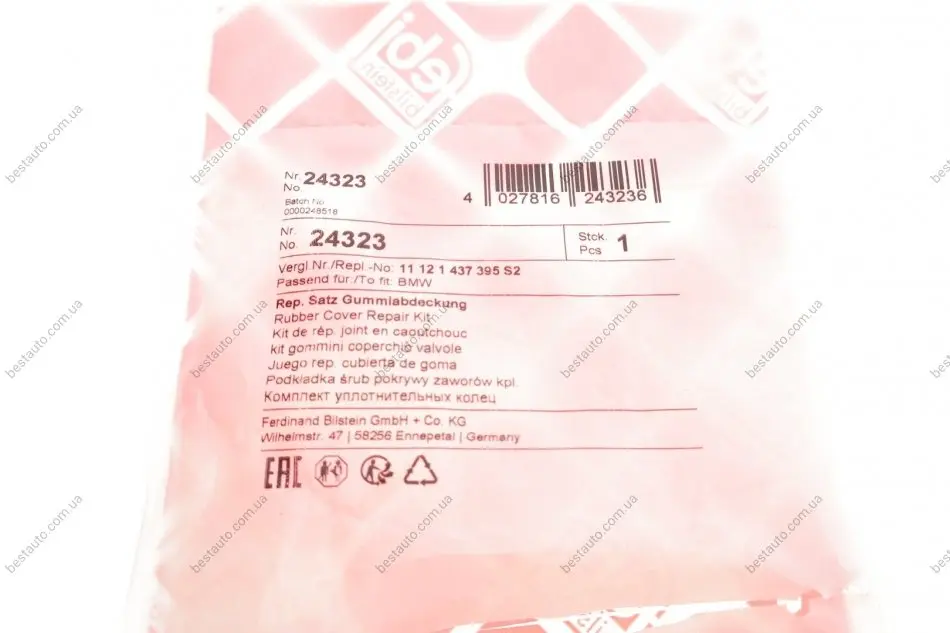 febi
bilstein
Nr.
No. 24323
Batch No
0000248518
4 027816 243236
Nr.
No. 24323
Stck.
Pcs 1
Vergl Nr./Repl.-No: 11 12 1 437 395 S2
Passend für./To fit: BMW
Rep. Satz Gummiabdeckung
Rubber Cover Repair Kit
Kit de rép. joint en caoutchouc
kit gommini coperchio valvole
Juego rep. cubierta de goma
Podkładka śrub pokrywy zaworów kpl.
Комплект уплотнительных колец
Ferdinand Bilstein GmbH + Co. KG
Wilhelmstr. 47 | 58256 Ennepetal | Germany
EAC
bestauto.com.ua